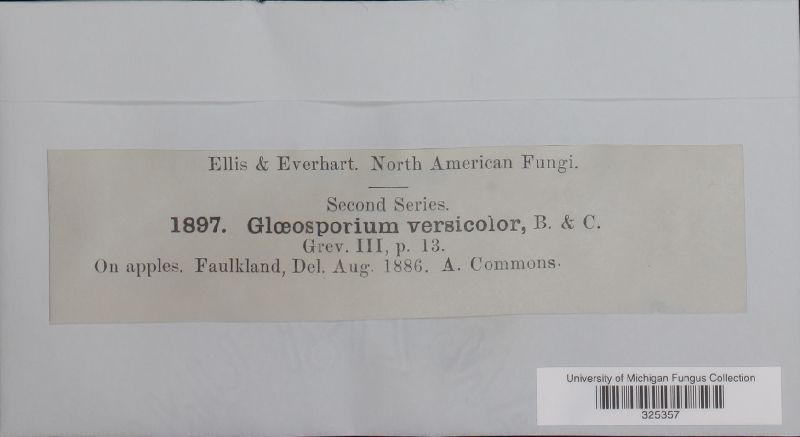 Ellis & Everhart. North American Fungi.
Second Series.
1897. Glœosporium versicolor, B. & C.
Grev. III, p. 13.
On apples. Faulkland, Del. Aug. 1886. A. Commons.
University of Michigan Fungus Collection
325357